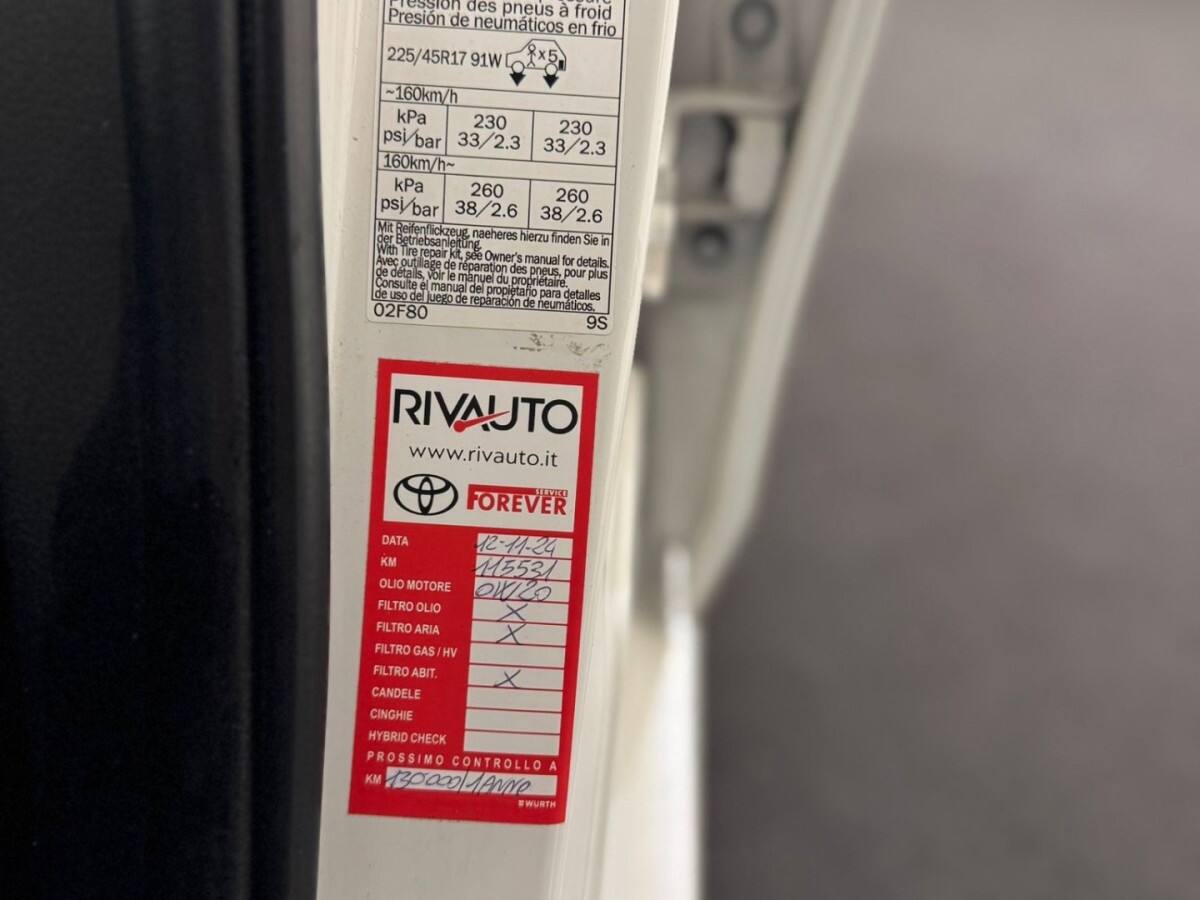 Pression des pneus à froid
Presión de neumáticos en frio
225/45R17 91W x5
~160km/h
kPa 230 230
psi/bar 33/2.3 33/2.3
160km/h~
kPa 260 260
psi/bar 38/2.6 38/2.6
Mit Reifenflickzeug, naeheres hierzu finden Sie in
der Betriebsanleitung.
With Tire repair kit, see Owner's manual for details.
Avec outillage de réparation des pneus, pour plus
de détails, voir le manuel du propriétaire.
Consulte el manual del propietario para detalles
de uso del juego de reparación de neumáticos.
02F80 9S
RIVAUTO
www.rivauto.it
SERVICE
FOREVER
DATA 12-11-24
KM 115531
OLIO MOTORE 0W/20
FILTRO OLIO X
FILTRO ARIA X
FILTRO GAS / HV
FILTRO ABIT. X
CANDELE
CINGHIE
HYBRID CHECK
PROSSIMO CONTROLLO A
KM 130000/1ANNO
WURTH